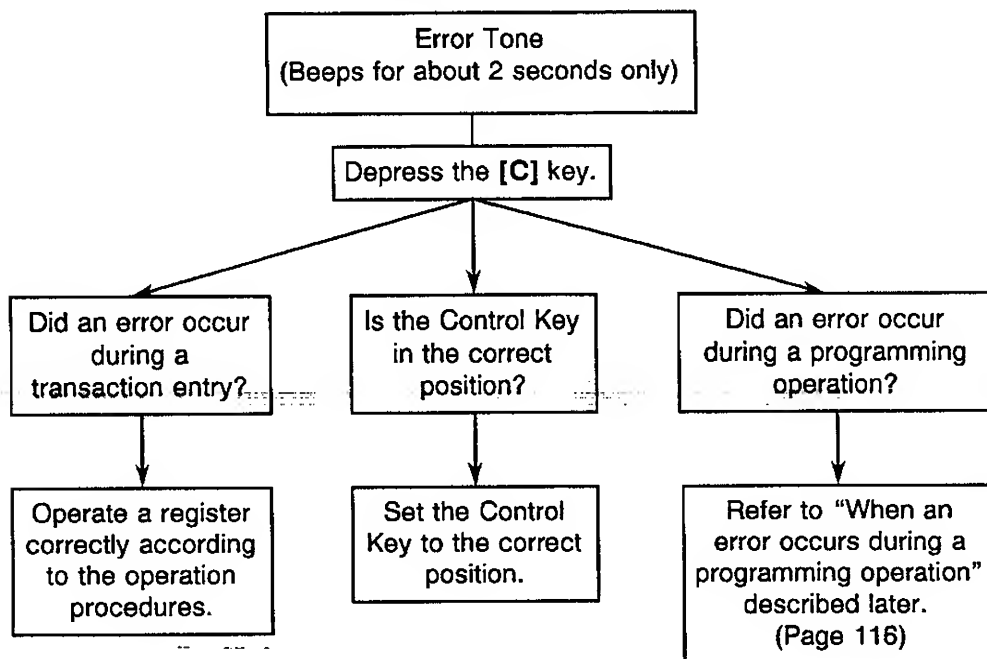 Error Tone
(Beeps for about 2 seconds only)
Depress the [C] key.
Did an error occur
during a
transaction entry?
Is the Control Key
in the correct
position?
Did an error occur
during a programming
operation?
Operate a register
correctly according
to the operation
procedures.
Set the Control
Key to the correct
position.
Refer to “When an
error occurs during a
programming operation”
described later.
(Page 116)